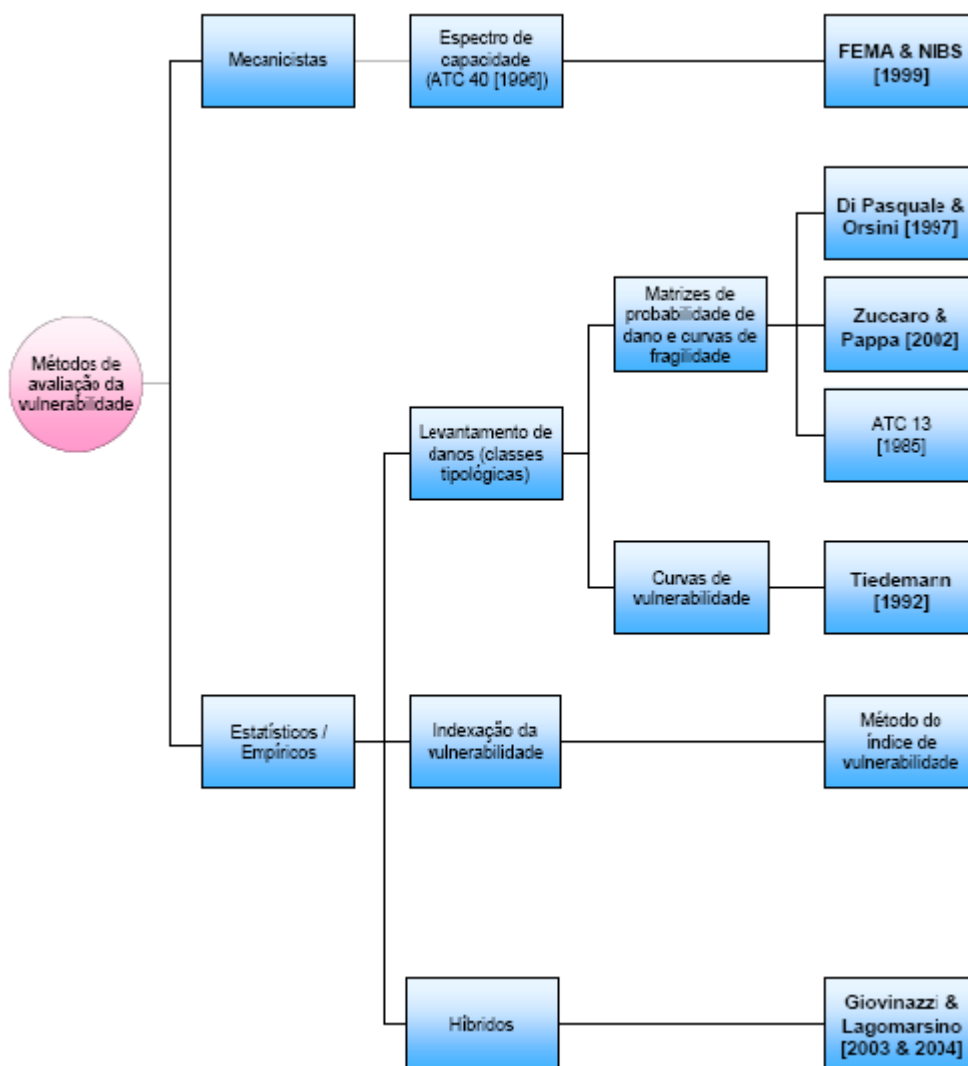 Mecanicistas
Espectro de
capacidade
(ATC 40 [1996])
FEMA & NIBS
[1999]
Di Pasquale &
Orsini [1997]
Matrizes de
probabilidade de
dano e curvas de
fragilidade
Zuccaro &
Pappa [2002]
Métodos de
avaliação da
vulnerabilidade
Levantamento de
danos (classes
tipológicas)
ATC 13
[1985]
Curvas de
vulnerabilidade
Tiedemann
[1992]
Estatísticos /
Empíricos
Indexação da
vulnerabilidade
Método do
índice de
vulnerabilidade
Híbridos
Giovinazzi &
Lagomarsino
[2003 & 2004]